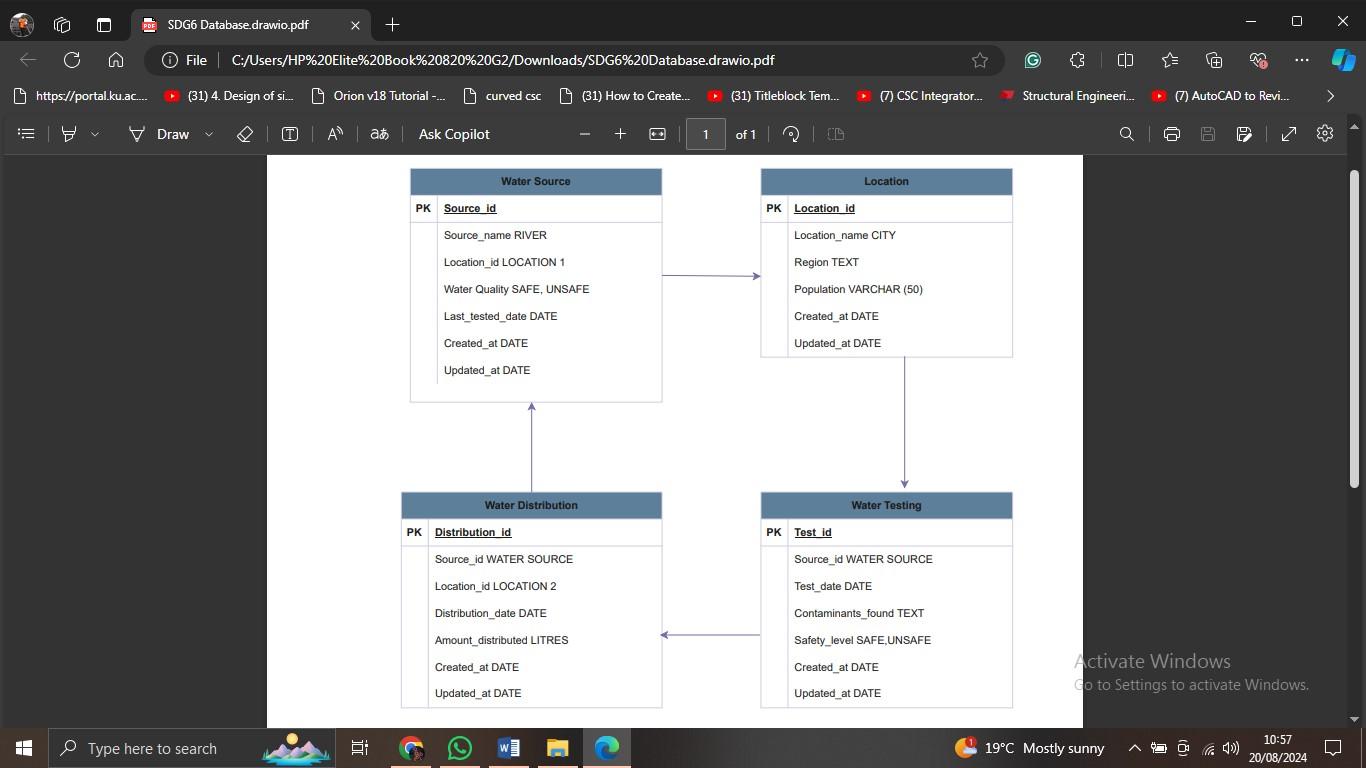 SDG6 Database.drawio.pdf
File C:/Users/HP%20Elite%20Book%20820%20G2/Downloads/SDG6%20Database.drawio.pdf
https://portal.ku.ac.... (31) 4. Design of si... Orion v18 Tutorial -... curved csc (31) How to Create... (31) Titleblock Tem... (7) CSC Integrator... Structural Engineeri... (7) AutoCAD to Revi...
Draw Ask Copilot 1 of 1
Water Source
PK Source_id
Source_name RIVER
Location_id LOCATION 1
Water Quality SAFE, UNSAFE
Last_tested_date DATE
Created_at DATE
Updated_at DATE
Location
PK Location_id
Location_name CITY
Region TEXT
Population VARCHAR (50)
Created_at DATE
Updated_at DATE
Water Distribution
PK Distribution_id
Source_id WATER SOURCE
Location_id LOCATION 2
Distribution_date DATE
Amount_distributed LITRES
Created_at DATE
Updated_at DATE
Water Testing
PK Test_id
Source_id WATER SOURCE
Test_date DATE
Contaminants_found TEXT
Safety_level SAFE,UNSAFE
Created_at DATE
Updated_at DATE
Activate Windows
Go to Settings to activate Windows.
Type here to search
19°C Mostly sunny
10:57
20/08/2024